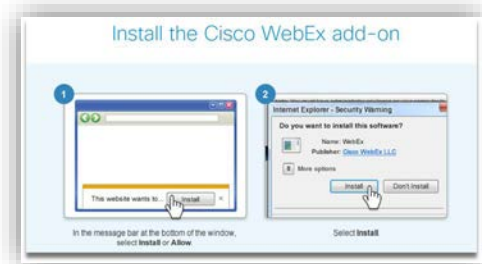 Install the Cisco WebEx add-on
1
This website wants to...
Install
×
In the message bar at the bottom of the window,
select Install or Allow.
2
Internet Explorer - Security Warning
Do you want to install this software?
Name: WebEx
Publisher: Cisco WebEx LLC
More options
Install
Don't Install
Select Install.